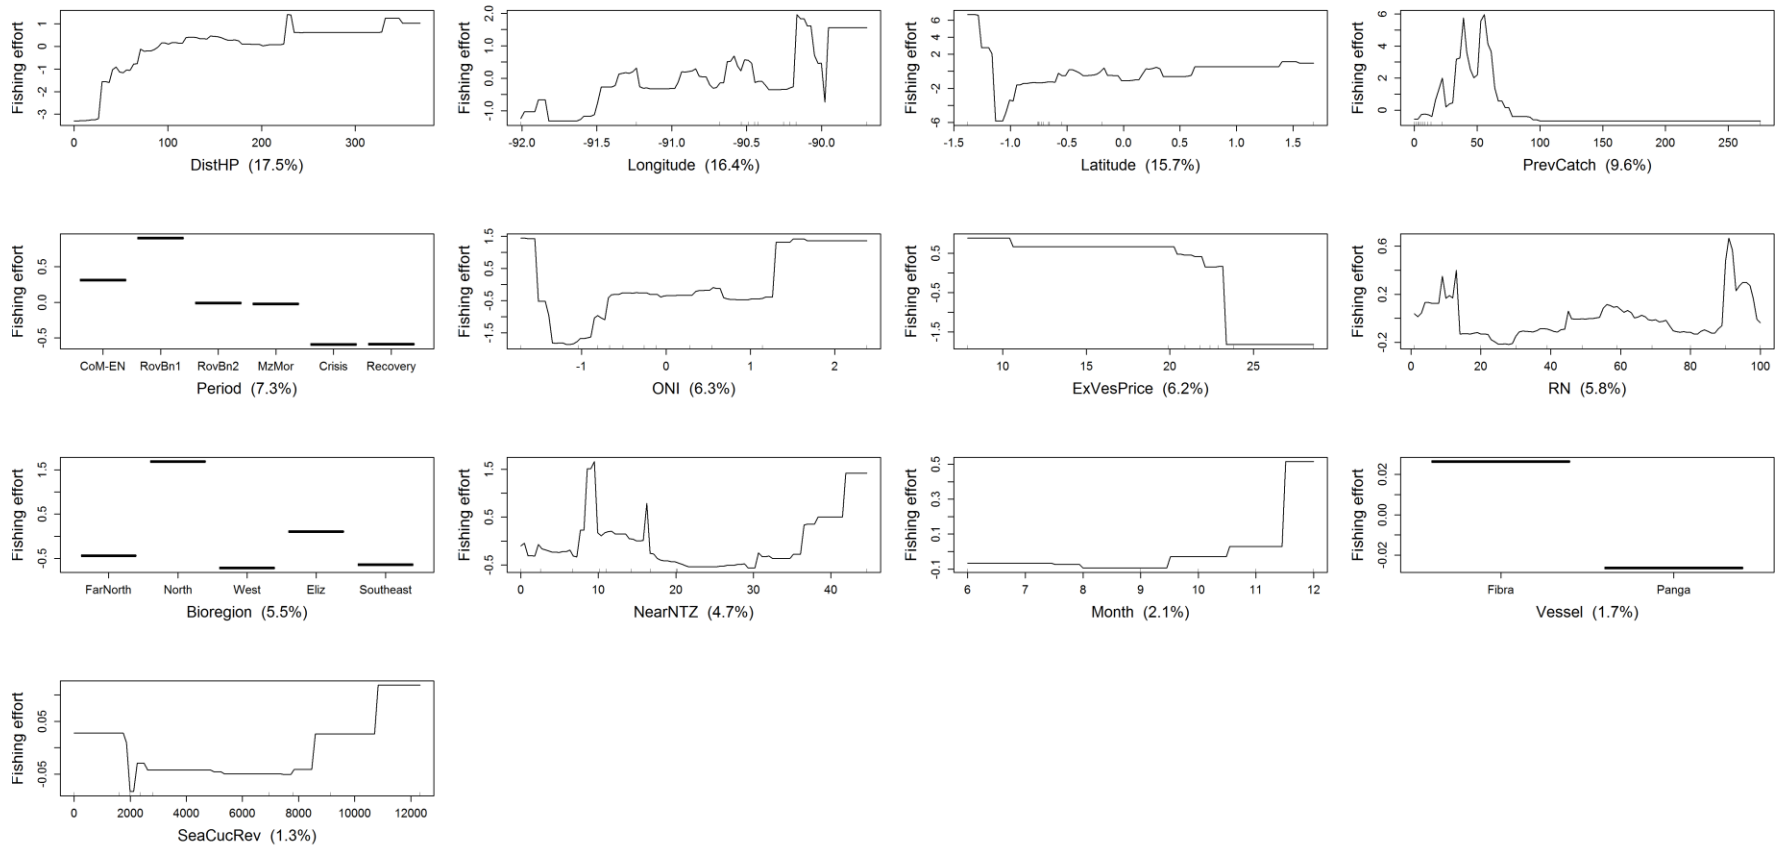 Fishing effort
-3 -2 -1 0 1
0 100 200 300
DistHP (17.5%)
Fishing effort
-1.0 0.0 1.0 2.0
-92.0 -91.5 -91.0 -90.5 -90.0
Longitude (16.4%)
Fishing effort
-6 -2 2 4 6
-1.5 -1.0 -0.5 0.0 0.5 1.0 1.5
Latitude (15.7%)
Fishing effort
0 2 4 6
0 50 100 150 200 250
PrevCatch (9.6%)
Fishing effort
-0.5 0.0 0.5
CoM-EN RovBn1 RovBn2 MzMor Crisis Recovery
Period (7.3%)
Fishing effort
-1.5 -0.5 0.5 1.5
-1 0 1 2
ONI (6.3%)
Fishing effort
-1.5 -0.5 0.5
10 15 20 25
ExVesPrice (6.2%)
Fishing effort
-0.2 0.2 0.6
0 20 40 60 80 100
RN (5.8%)
Fishing effort
-0.5 0.5 1.5
FarNorth North West Eliz Southeast
Bioregion (5.5%)
Fishing effort
-0.5 0.5 1.5
0 10 20 30 40
NearNTZ (4.7%)
Fishing effort
-0.1 0.1 0.3 0.5
6 7 8 9 10 11 12
Month (2.1%)
Fishing effort
-0.02 0.00 0.02
Fibra Panga
Vessel (1.7%)
Fishing effort
-0.05 0.05
0 2000 4000 6000 8000 10000 12000
SeaCucRev (1.3%)